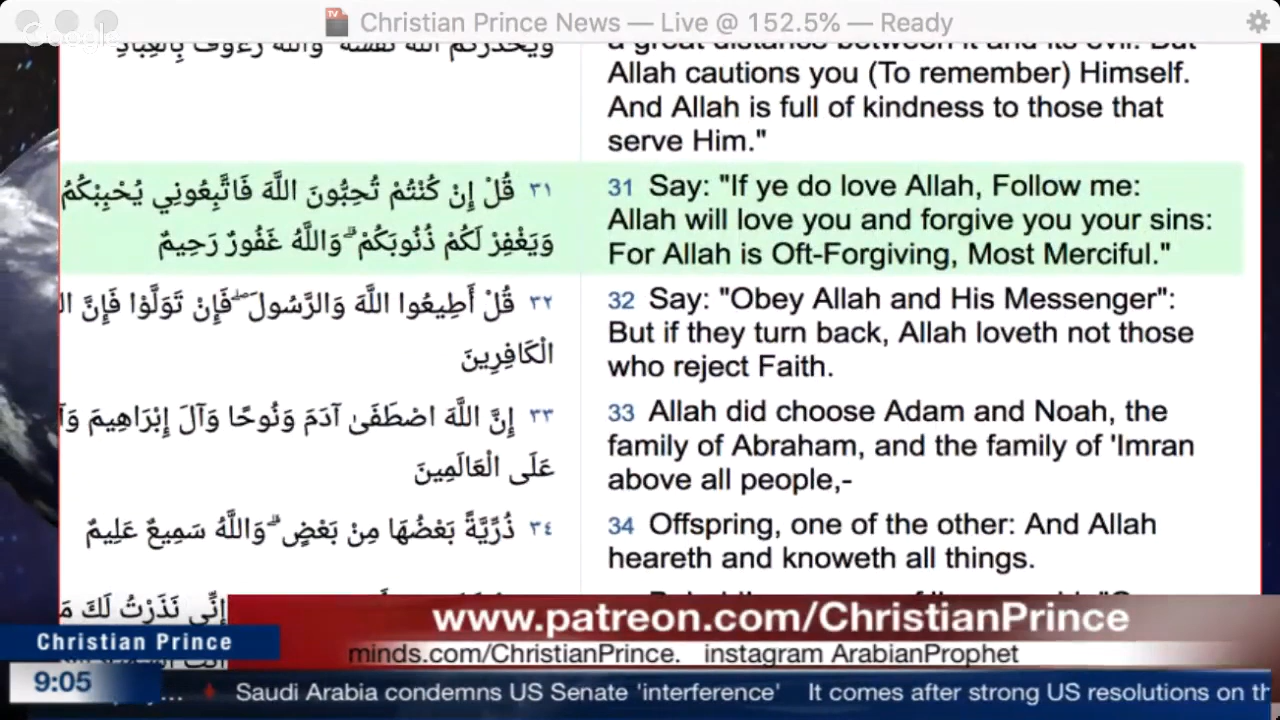 Christian Prince News — Live @ 152.5% — Ready
Google
TV
وَيُحَذِّرُكُمُ اللَّهُ نَفْسَهُ وَاللَّهُ رَءُوفٌ بِالْعِبَادِ
a great distance between it and its evil. But
Allah cautions you (To remember) Himself.
And Allah is full of kindness to those that
serve Him."
٣١ قُلْ إِنْ كُنْتُمْ تُحِبُّونَ اللَّهَ فَاتَّبِعُونِي يُحْبِبْكُمُ
وَيَغْفِرْ لَكُمْ ذُنُوبَكُمْ ۗ وَاللَّهُ غَفُورٌ رَحِيمٌ
31 Say: "If ye do love Allah, Follow me:
Allah will love you and forgive you your sins:
For Allah is Oft-Forgiving, Most Merciful."
٣٢ قُلْ أَطِيعُوا اللَّهَ وَالرَّسُولَ ۖ فَإِنْ تَوَلَّوْا فَإِنَّ
الْكَافِرِينَ
32 Say: "Obey Allah and His Messenger":
But if they turn back, Allah loveth not those
who reject Faith.
٣٣ إِنَّ اللَّهَ اصْطَفَىٰ آدَمَ وَنُوحًا وَآلَ إِبْرَاهِيمَ
عَلَى الْعَالَمِينَ
33 Allah did choose Adam and Noah, the
family of Abraham, and the family of 'Imran
above all people,-
٣٤ ذُرِّيَّةً بَعْضُهَا مِنْ بَعْضٍ ۗ وَاللَّهُ سَمِيعٌ عَلِيمٌ
34 Offspring, one of the other: And Allah
heareth and knoweth all things.
إِنِّي نَذَرْتُ لَكَ
www.patreon.com/ChristianPrince
Christian Prince
minds.com/ChristianPrince. instagram ArabianProphet
9:05
Saudi Arabia condemns US Senate 'interference' It comes after strong US resolutions on th